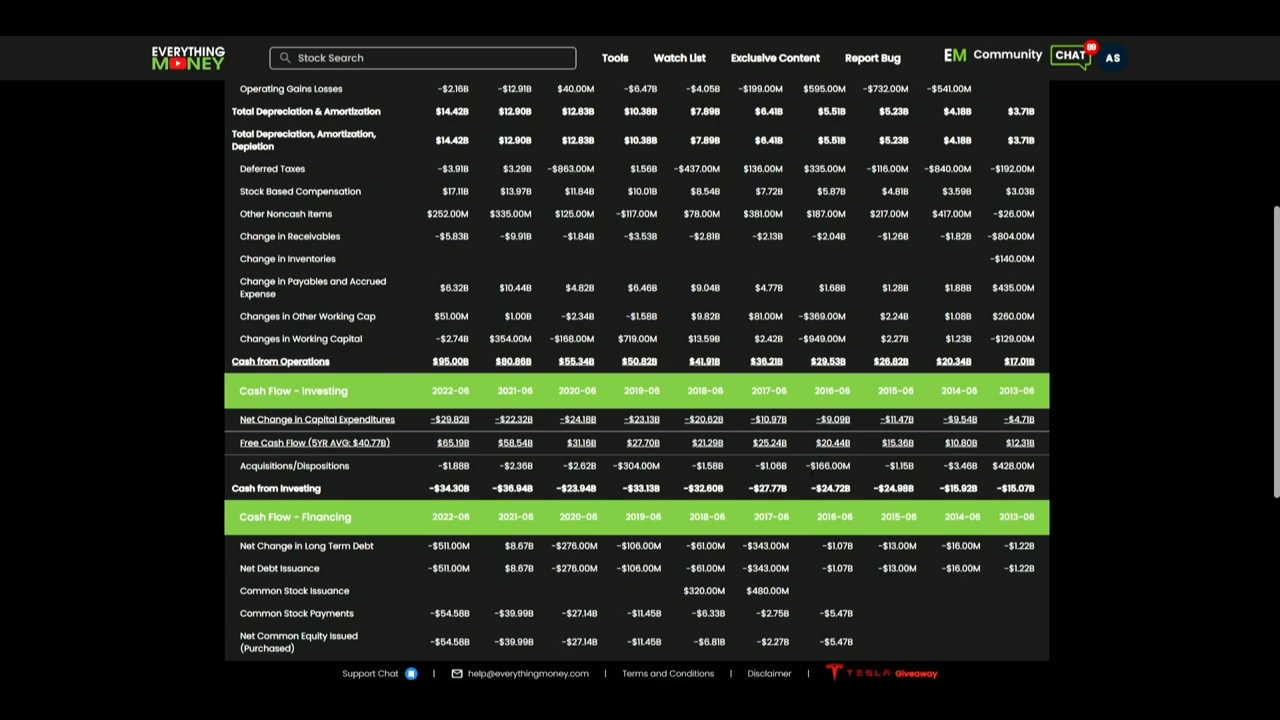 EVERYTHING MONEY
Stock Search
Tools Watch List Exclusive Content Report Bug
EM Community CHAT 89 AS
Operating Gains Losses -$2.16B -$12.91B $40.00M -$6.47B -$4.05B -$199.00M $595.00M -$732.00M -$541.00M
Total Depreciation & Amortization $14.42B $12.90B $12.83B $10.38B $7.89B $6.41B $5.51B $5.23B $4.18B $3.71B
Total Depreciation, Amortization,
Depletion $14.42B $12.90B $12.83B $10.38B $7.89B $6.41B $5.51B $5.23B $4.18B $3.71B
Deferred Taxes -$3.91B $3.29B -$863.00M $1.56B -$437.00M $136.00M $335.00M -$116.00M -$840.00M -$192.00M
Stock Based Compensation $17.11B $13.97B $11.84B $10.01B $8.54B $7.72B $5.87B $4.81B $3.59B $3.03B
Other Noncash Items $252.00M $335.00M $125.00M -$117.00M $78.00M $381.00M $187.00M $217.00M $417.00M -$26.00M
Change in Receivables -$5.83B -$9.91B -$1.84B -$3.53B -$2.81B -$2.13B -$2.04B -$1.26B -$1.82B -$804.00M
Change in Inventories -$140.00M
Change in Payables and Accrued
Expense $6.32B $10.44B $4.82B $6.46B $9.04B $4.77B $1.68B $1.28B $1.88B $435.00M
Changes in Other Working Cap $51.00M $1.00B -$2.34B -$1.58B $9.82B $81.00M -$369.00M $2.24B $1.08B $260.00M
Changes in Working Capital -$2.74B $354.00M -$168.00M $719.00M $13.59B $2.42B -$949.00M $2.27B $1.23B -$129.00M
Cash from Operations $95.00B $80.86B $55.34B $50.82B $41.91B $36.21B $29.53B $26.82B $20.34B $17.01B
Cash Flow - Investing 2022-06 2021-06 2020-06 2019-06 2018-06 2017-06 2016-06 2015-06 2014-06 2013-06
Net Change in Capital Expenditures -$29.82B -$22.32B -$24.18B -$23.13B -$20.62B -$10.97B -$9.09B -$11.47B -$9.54B -$4.71B
Free Cash Flow (5YR AVG: $40.77B) $65.19B $58.54B $31.16B $27.70B $21.29B $25.24B $20.44B $15.36B $10.80B $12.31B
Acquisitions/Dispositions -$1.88B -$2.36B -$2.62B -$304.00M -$1.58B -$1.06B -$166.00M -$1.15B -$3.46B $428.00M
Cash from Investing -$34.30B -$36.94B -$23.94B -$33.13B -$32.60B -$27.77B -$24.72B -$24.98B -$15.92B -$15.07B
Cash Flow - Financing 2022-06 2021-06 2020-06 2019-06 2018-06 2017-06 2016-06 2015-06 2014-06 2013-06
Net Change in Long Term Debt -$511.00M $8.67B -$276.00M -$106.00M -$61.00M -$343.00M -$1.07B -$13.00M -$16.00M -$1.22B
Net Debt Issuance -$511.00M $8.67B -$276.00M -$106.00M -$61.00M -$343.00M -$1.07B -$13.00M -$16.00M -$1.22B
Common Stock Issuance $320.00M $480.00M
Common Stock Payments -$54.58B -$39.99B -$27.14B -$11.45B -$6.33B -$2.75B -$5.47B
Net Common Equity Issued
(Purchased) -$54.58B -$39.99B -$27.14B -$11.45B -$6.81B -$2.27B -$5.47B
Support Chat | help@everythingmoney.com | Terms and Conditions | Disclaimer | TESLA Giveaway